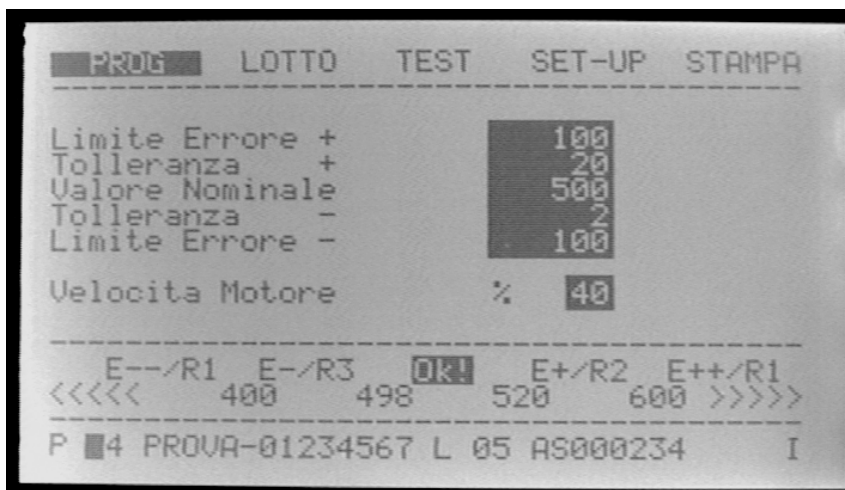 PROG LOTTO TEST SET-UP STAMPA
Limite Errore + 100
Tolleranza + 20
Valore Nominale 500
Tolleranza - 2
Limite Errore - 100
Velocita Motore % 40
E--/R1 E-/R3 Ok! E+/R2 E++/R1
<<<<< 400 498 520 600 >>>>>
P 4 PROVA-01234567 L 05 AS000234 I